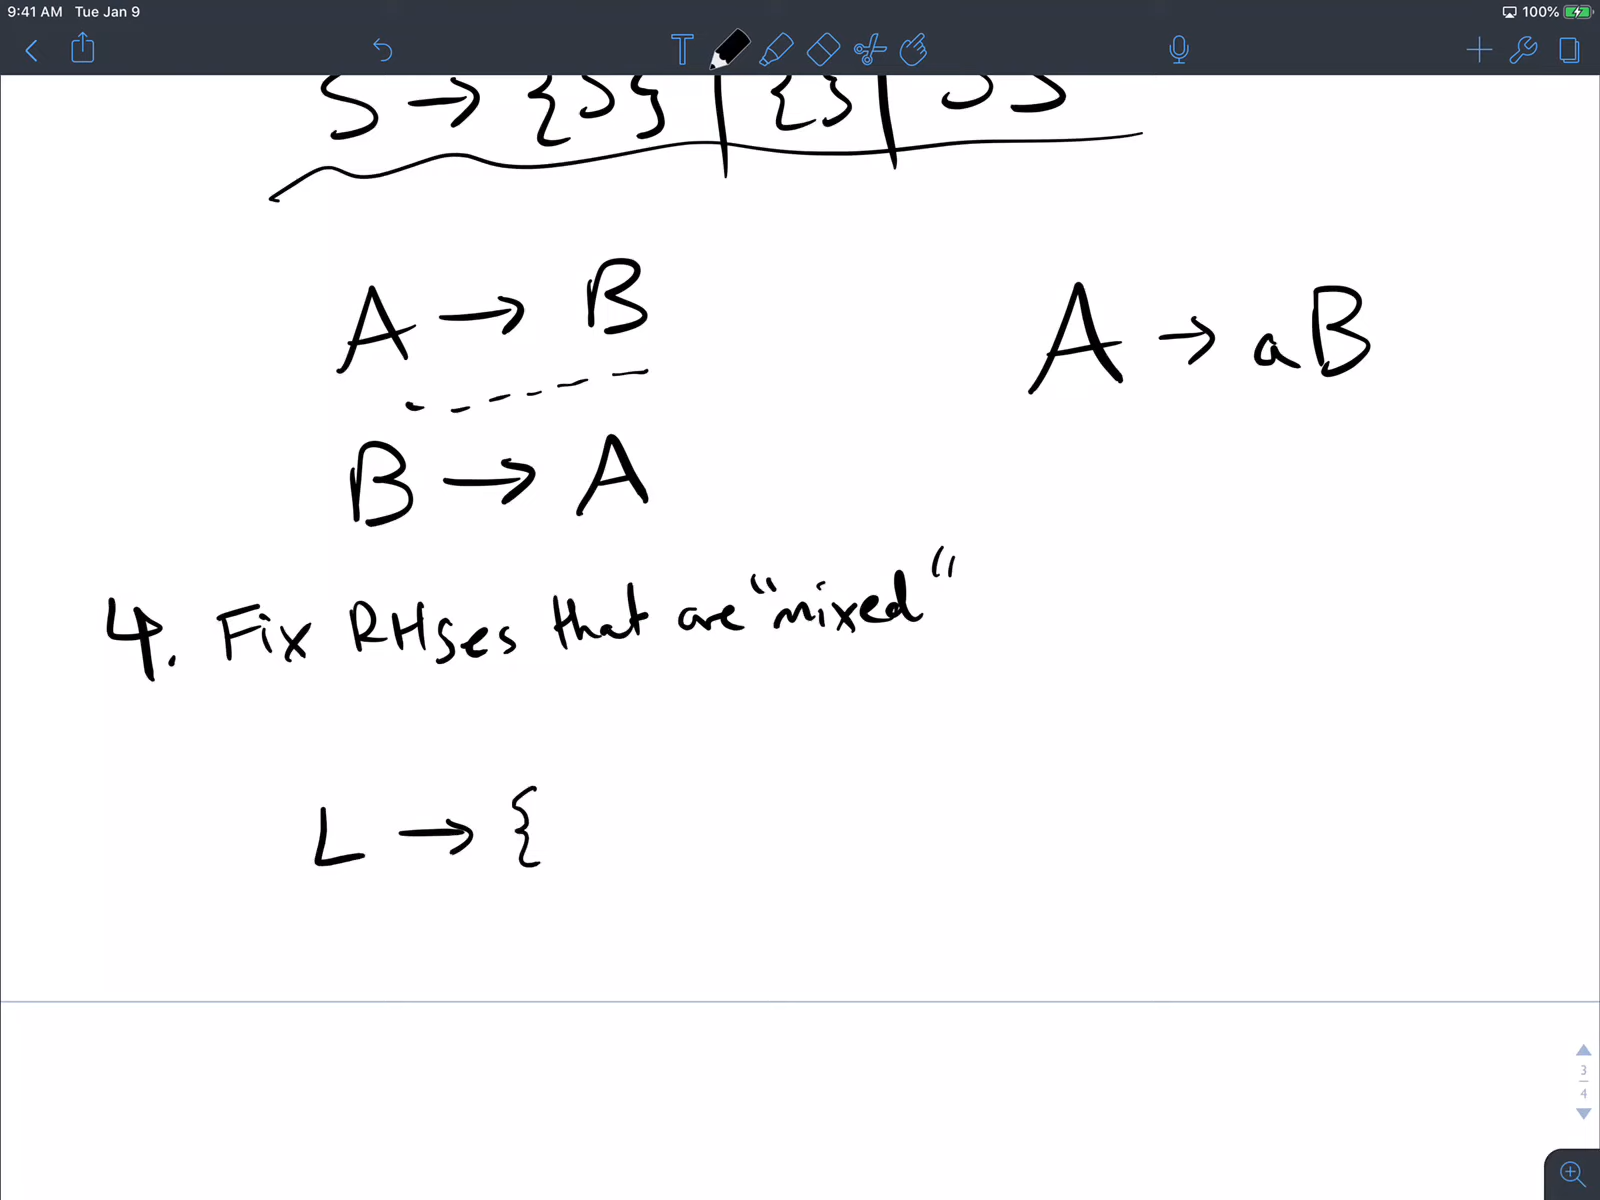 9:41 AM Tue Jan 9 100%
T
S → {S} | {} | SS
A → B
A → aB
B → A
4. Fix RHSes that are "mixed"
L → {
3
4